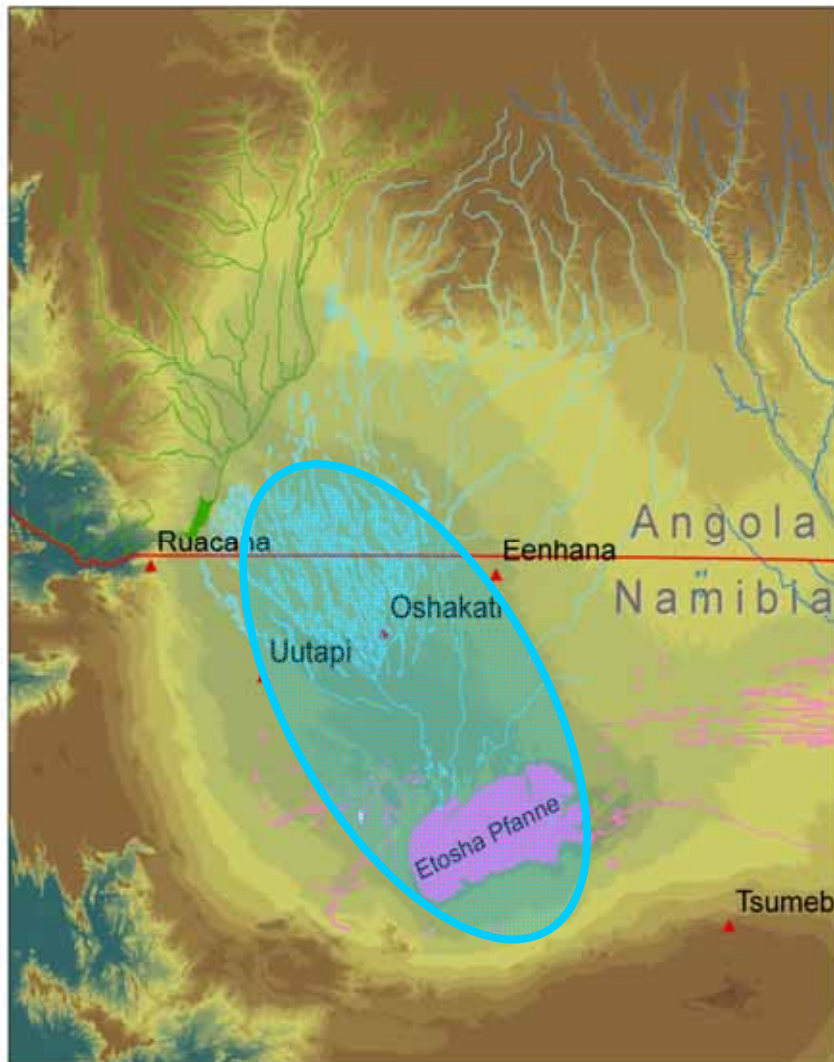 Angola
Ruacana
Eenhana
Namibia
Oshakati
Uutapi
Etosha Pfanne
Tsumeb